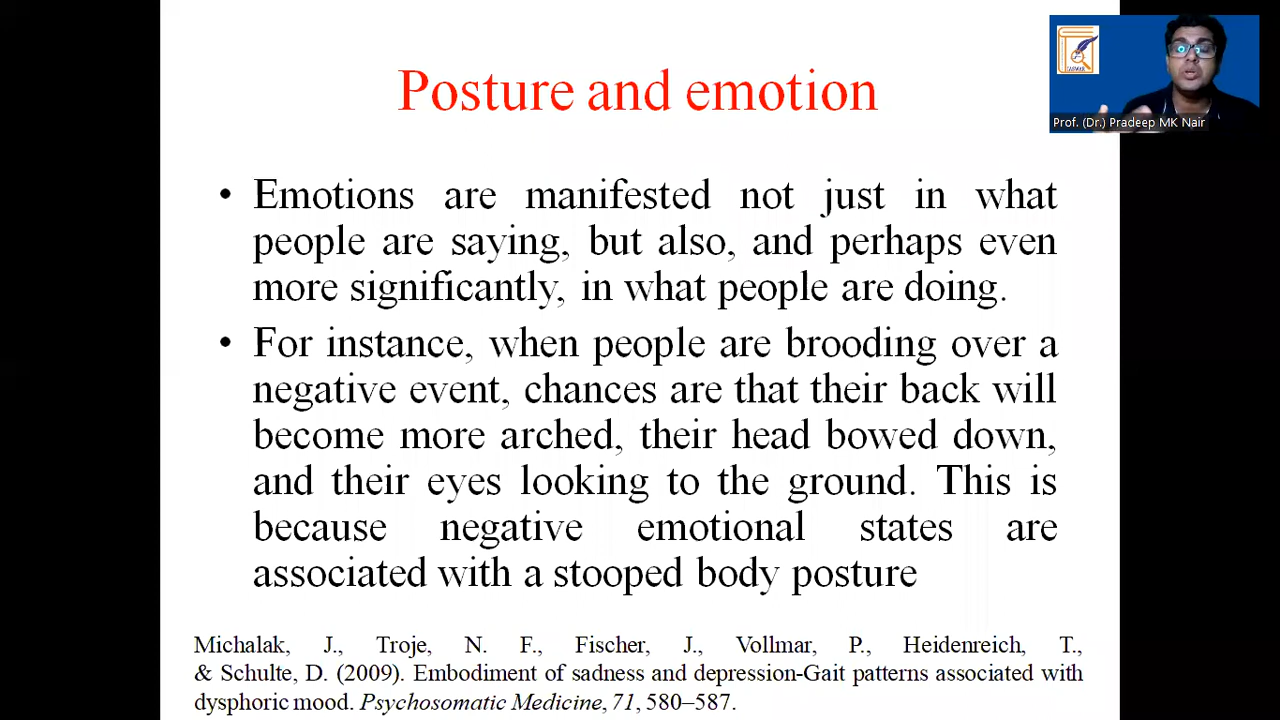 Posture and emotion
Prof. (Dr.) Pradeep MK Nair
• Emotions are manifested not just in what
people are saying, but also, and perhaps even
more significantly, in what people are doing.
• For instance, when people are brooding over a
negative event, chances are that their back will
become more arched, their head bowed down,
and their eyes looking to the ground. This is
because negative emotional states are
associated with a stooped body posture
Michalak, J., Troje, N. F., Fischer, J., Vollmar, P., Heidenreich, T.,
& Schulte, D. (2009). Embodiment of sadness and depression-Gait patterns associated with
dysphoric mood. Psychosomatic Medicine, 71, 580–587.